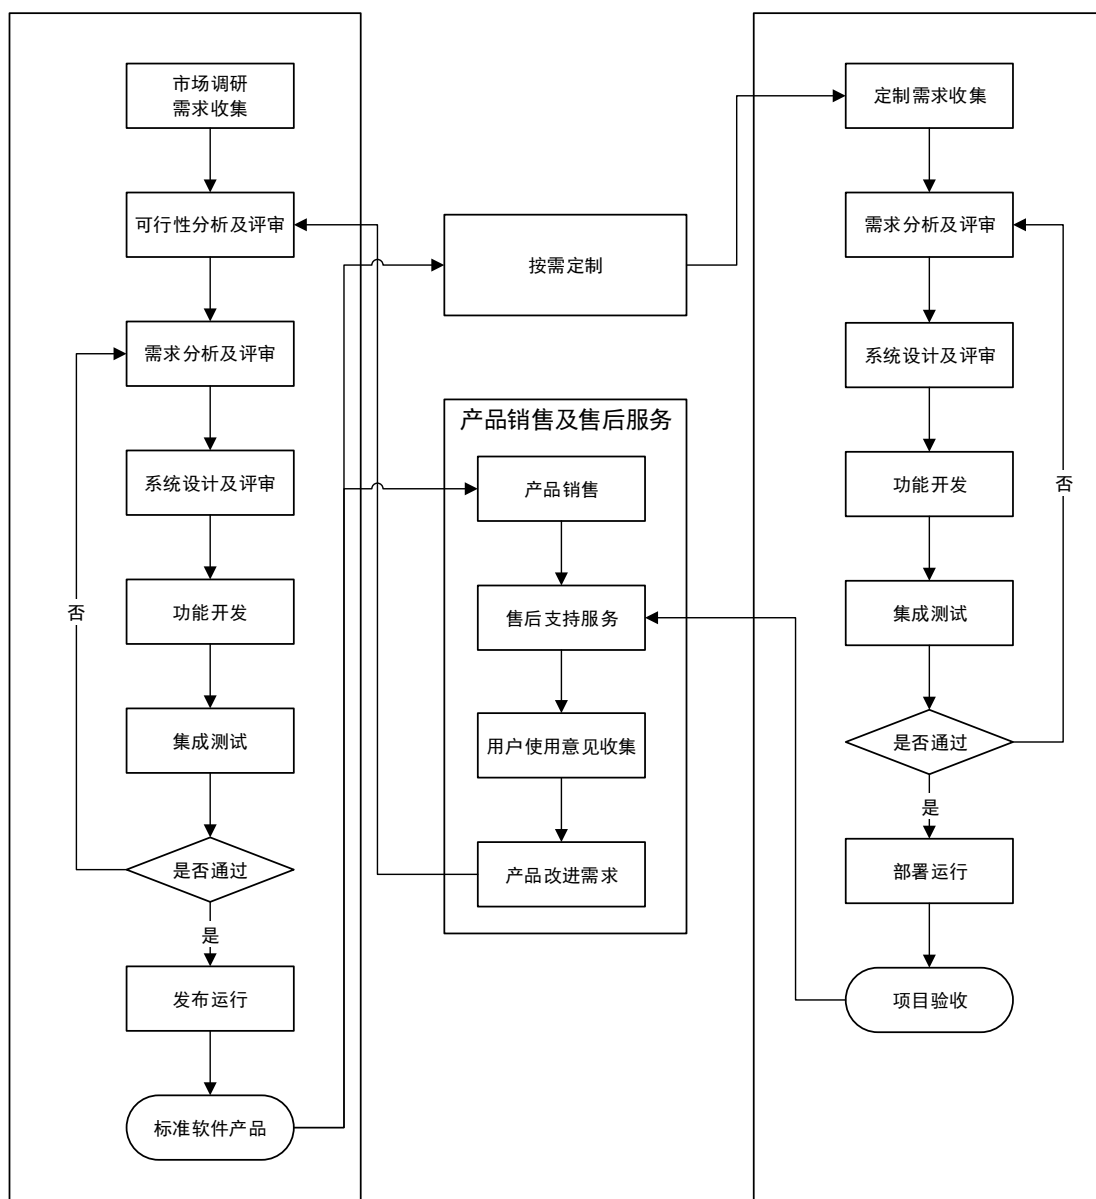 市场调研
需求收集
可行性分析及评审
需求分析及评审
系统设计及评审
功能开发
否
集成测试
是否通过
是
发布运行
标准软件产品
按需定制
产品销售及售后服务
产品销售
售后支持服务
用户使用意见收集
产品改进需求
定制需求收集
需求分析及评审
系统设计及评审
功能开发
否
集成测试
是否通过
是
部署运行
项目验收